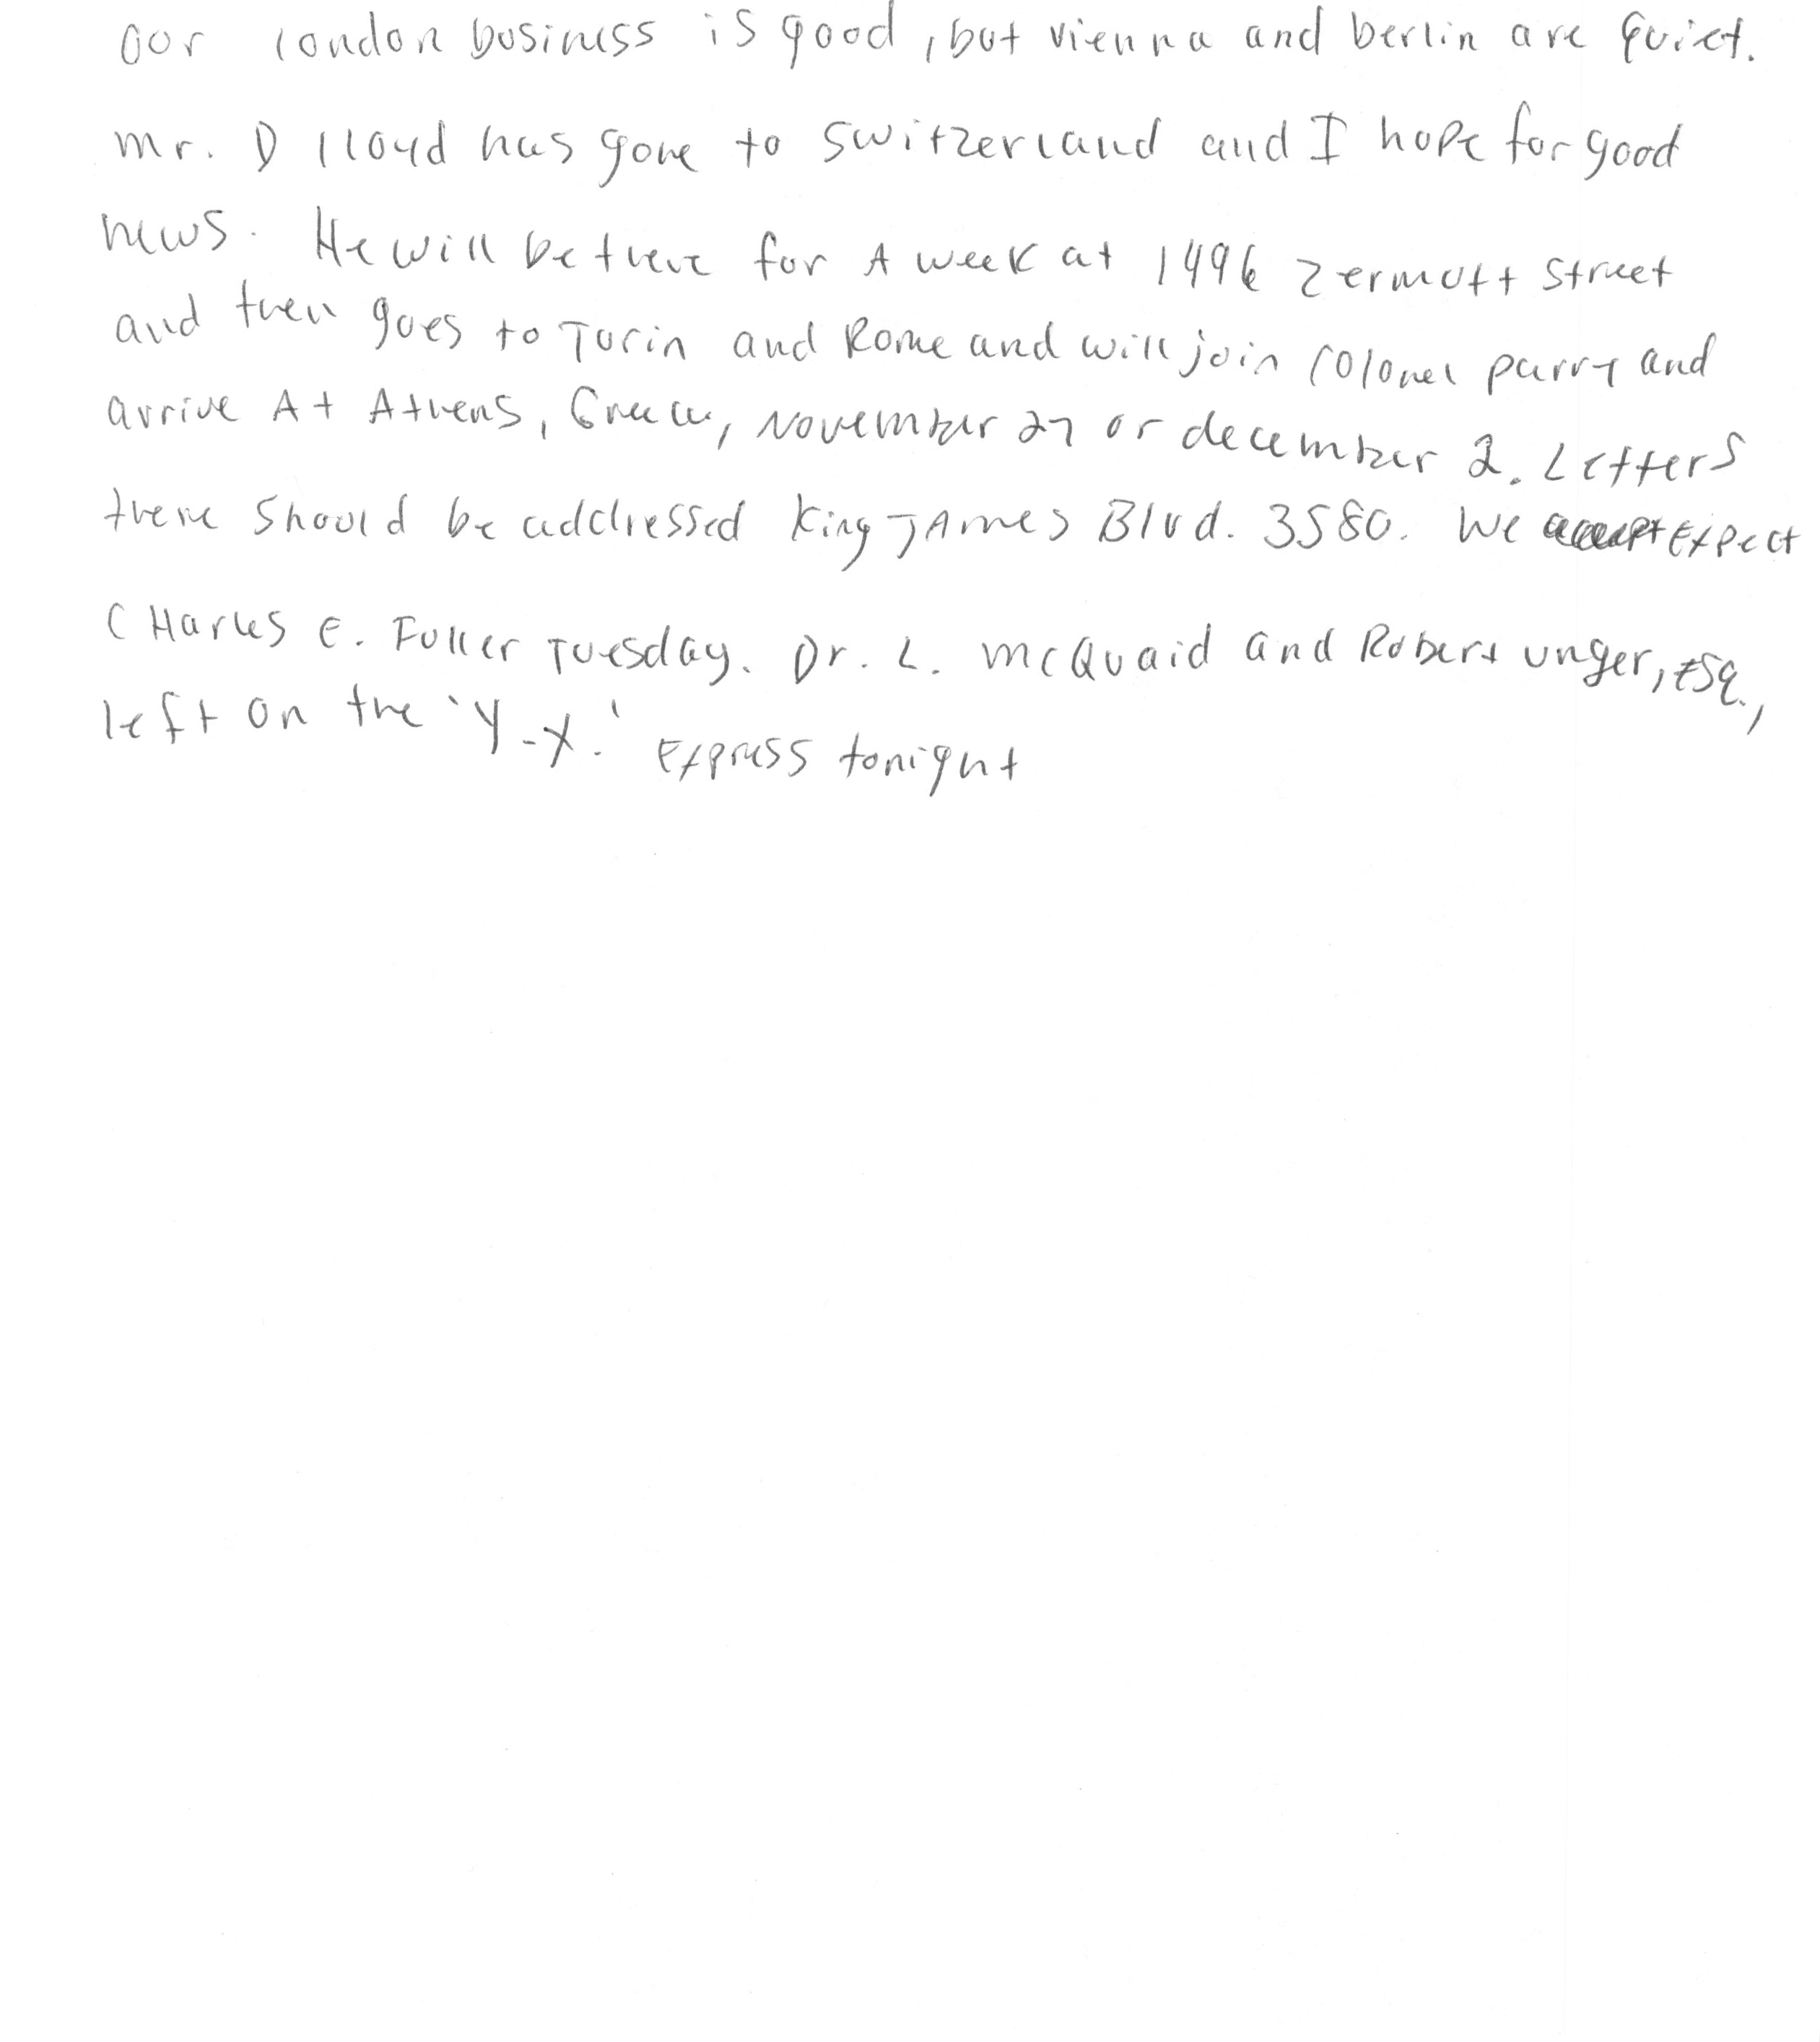 our london business is good, but vienna and berlin are quiet.
mr. D lloyd has gone to switzerland and I hope for good
news. He will be there for A week at 1496 zermott street
and then goes to Turin and Rome and will join colonel parry and
arrive At Athens, Greece, november 27 or december 2. Letters
there should be addressed king JAmes Blvd. 3580. We expect
CHarles E. Fuller Tuesday. Dr. L. mcQuaid and Robert unger, Esq.,
left on the 'Y-X.' Express tonight